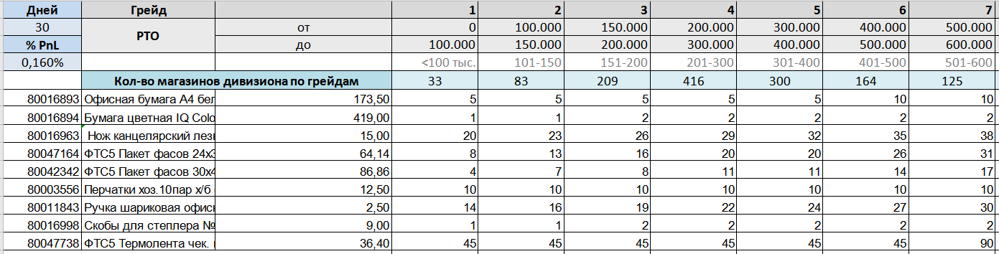 Дней Грейд 1 2 3 4 5 6 7
30 РТО от 0 100.000 150.000 200.000 300.000 400.000 500.000
% PnL до 100.000 150.000 200.000 300.000 400.000 500.000 600.000
0,160% <100 тыс. 101-150 151-200 201-300 301-400 401-500 501-600
Кол-во магазинов дивизиона по грейдам 33 83 209 416 300 164 125
80016893 Офисная бумага А4 бел 173,50 5 5 5 5 5 10 10
80016894 Бумага цветная IQ Colo 419,00 1 1 2 2 2 2 2
80016963 Нож канцелярский лез 15,00 20 23 26 29 32 35 38
80047164 ФТС5 Пакет фасов 24х3 64,14 8 13 16 20 20 26 31
80042342 ФТС5 Пакет фасов 30х4 86,86 4 7 8 11 11 14 17
80003556 Перчатки хоз.10пар х/б 12,50 10 10 10 10 10 10 10
80011843 Ручка шариковая офис 2,50 14 16 19 22 24 27 30
80016998 Скобы для степлера № 9,00 1 1 2 2 2 2 2
80047738 ФТС5 Термолента чек. 36,40 45 45 45 45 45 45 90